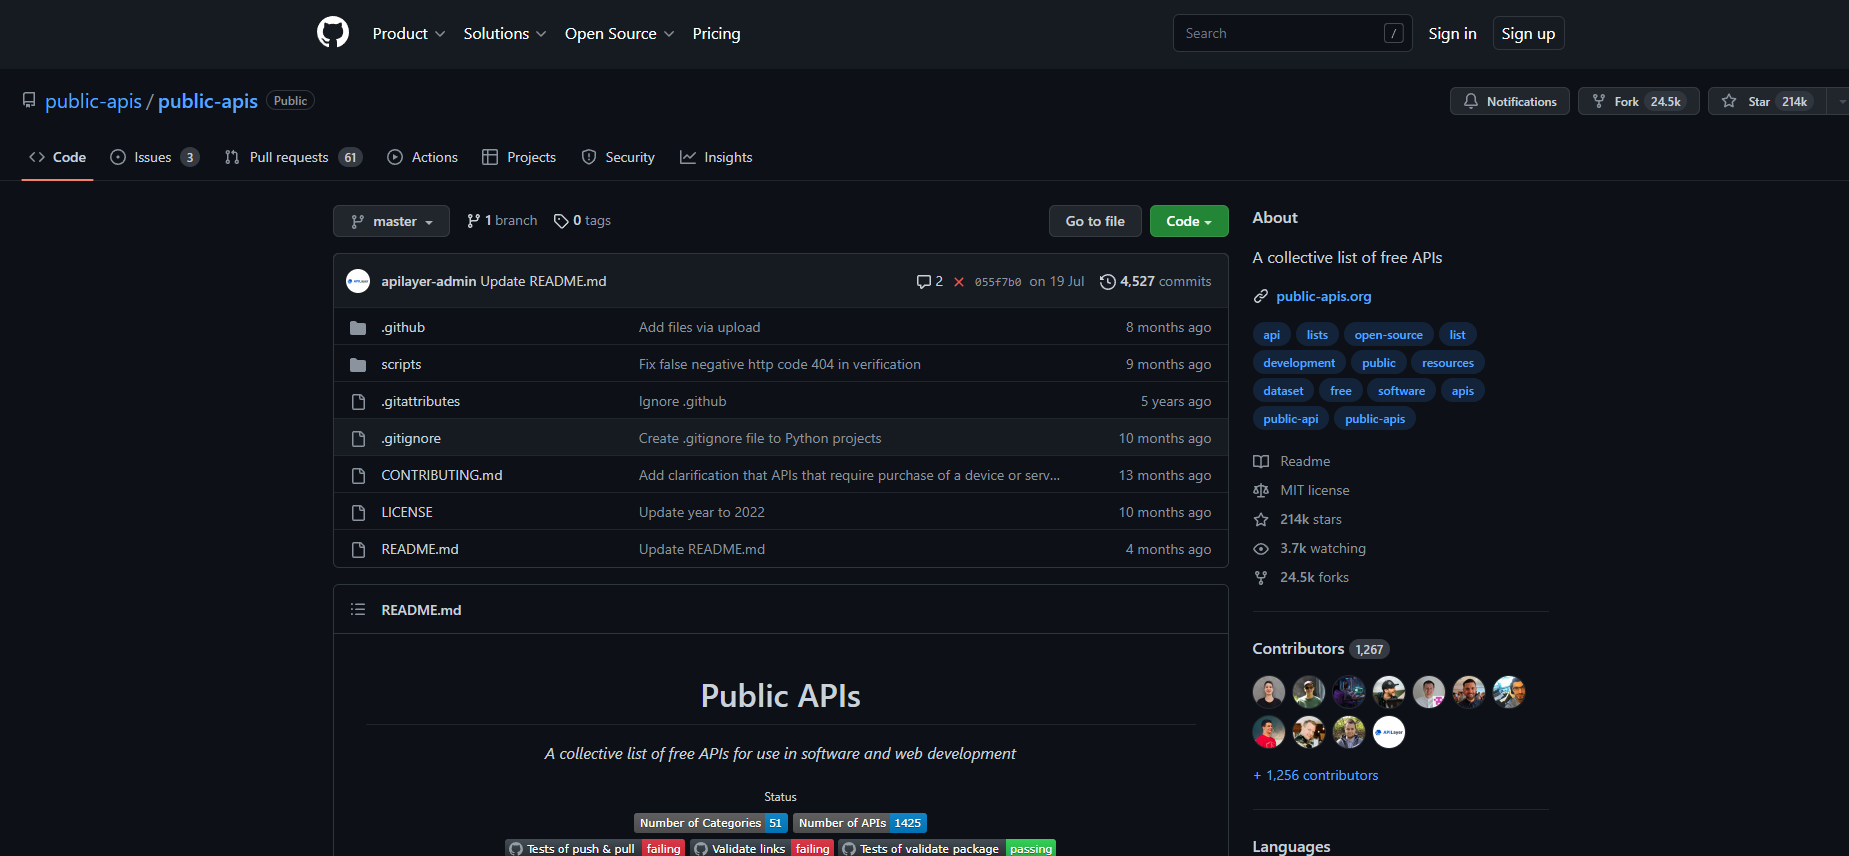 Product Solutions Open Source Pricing Search / Sign in Sign up
public-apis / public-apis Public Notifications Fork 24.5k Star 214k
Code Issues 3 Pull requests 61 Actions Projects Security Insights
master 1 branch 0 tags Go to file Code
apilayer-admin Update README.md 2 055f7b0 on 19 Jul 4,527 commits
.github Add files via upload 8 months ago
scripts Fix false negative http code 404 in verification 9 months ago
.gitattributes Ignore .github 5 years ago
.gitignore Create .gitignore file to Python projects 10 months ago
CONTRIBUTING.md Add clarification that APIs that require purchase of a device or serv... 13 months ago
LICENSE Update year to 2022 10 months ago
README.md Update README.md 4 months ago
README.md
Public APIs
A collective list of free APIs for use in software and web development
Status
Number of Categories 51 Number of APIs 1425
Tests of push & pull failing Validate links failing Tests of validate package passing
About
A collective list of free APIs
public-apis.org
api lists open-source list
development public resources
dataset free software apis
public-api public-apis
Readme
MIT license
214k stars
3.7k watching
24.5k forks
Contributors 1,267
APILayer
+ 1,256 contributors
Languages